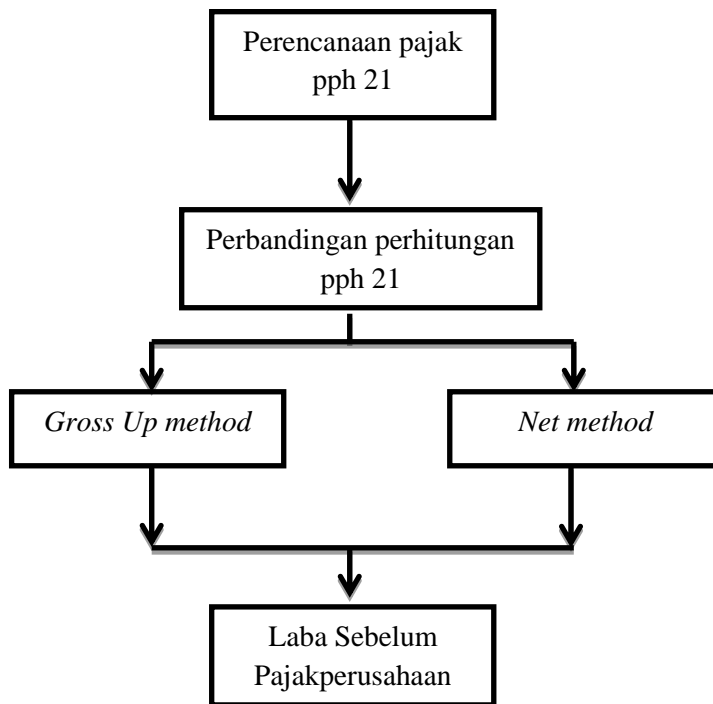 Perencanaan pajak
pph 21
Perbandingan perhitungan
pph 21
Gross Up method
Net method
Laba Sebelum
Pajakperusahaan